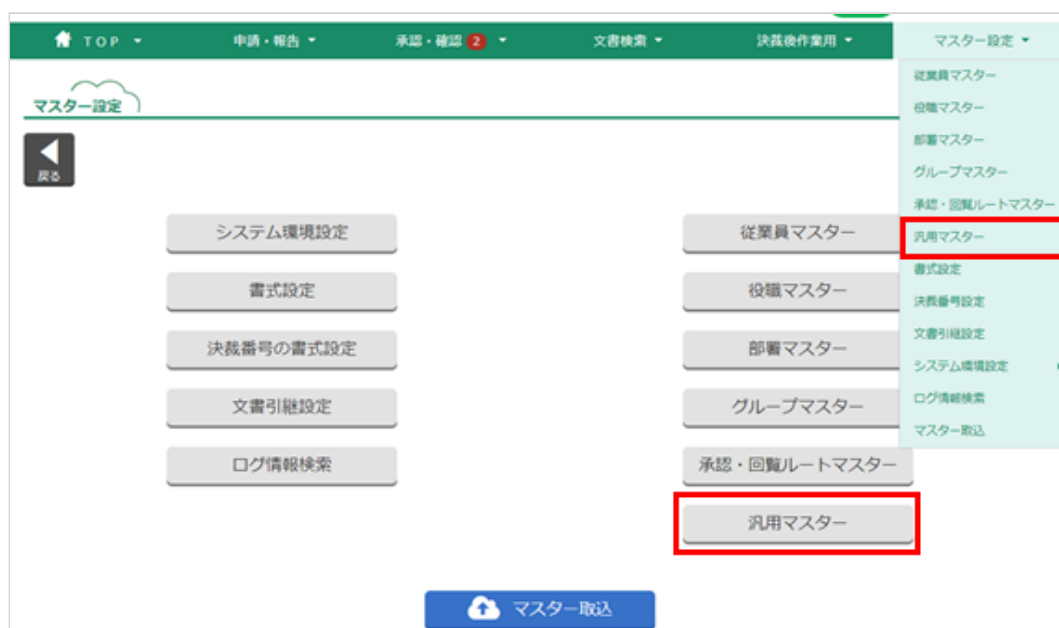 TOP
申請・報告
承認・確認 2
文書検索
決裁後作業用
マスター設定
従業員マスター
役職マスター
部署マスター
グループマスター
承認・回覧ルートマスター
汎用マスター
書式設定
決裁番号設定
文書引継設定
システム環境設定
ログ情報検索
マスター取込
マスター設定
戻る
システム環境設定
書式設定
決裁番号の書式設定
文書引継設定
ログ情報検索
従業員マスター
役職マスター
部署マスター
グループマスター
承認・回覧ルートマスター
汎用マスター
マスター取込